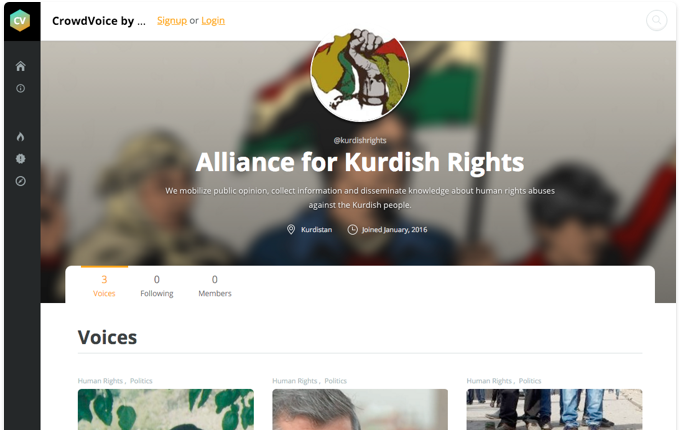 CV
CrowdVoice by ...
Signup or Login
@kurdishrights
Alliance for Kurdish Rights
We mobilize public opinion, collect information and disseminate knowledge about human rights abuses
against the Kurdish people.
Kurdistan
Joined January, 2016
3
Voices
0
Following
0
Members
Voices
Human Rights , Politics
Human Rights , Politics
Human Rights , Politics